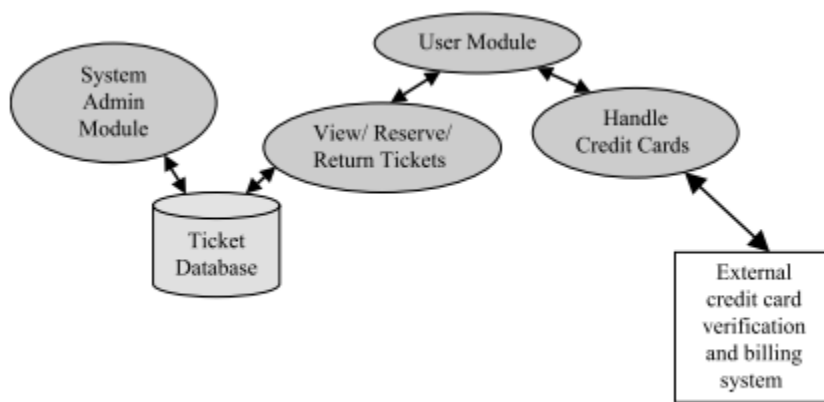 User Module
System
Admin
Module
View/ Reserve/
Return Tickets
Handle
Credit Cards
Ticket
Database
External
credit card
verification
and billing
system